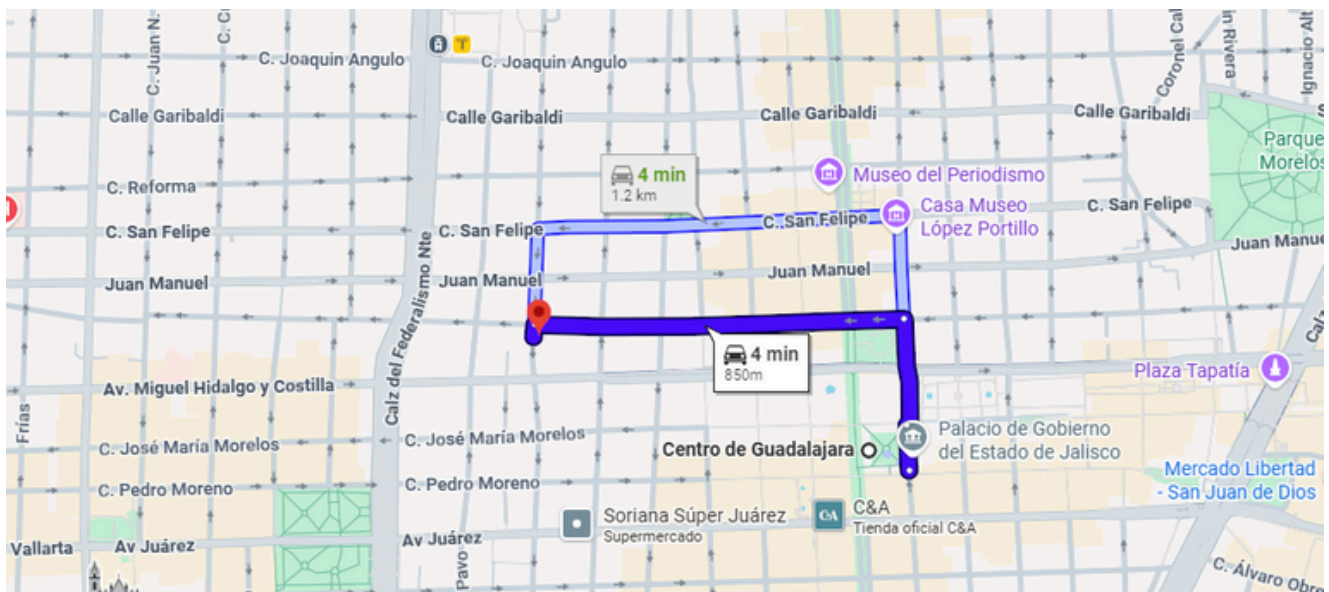 C. Juan N.
C. Joaquin Angulo
T
C. Joaquin Angulo
Coronel Cal
in Rivera
Ignacio Alt
Calle Garibaldi
Calle Garibaldi
Calle Garibaldi
Calle Garibaldi
Parque
Morelos
C. Reforma
4 min
1.2 km
Museo del Periodismo
Casa Museo
López Portillo
C. San Felipe
C. San Felipe
C. San Felipe
C. San Felipe
Juan Manuel
Juan Manuel
Juan Manuel
Juan Manue
Calz del Federalismo Nte
4 min
850m
Av. Miguel Hidalgo y Costilla
Plaza Tapatía
Frías
C. José María Morelos
C. José María Morelos
Centro de Guadalajara
Palacio de Gobierno
del Estado de Jalisco
C. Pedro Moreno
C. Pedro Moreno
Mercado Libertad
- San Juan de Dios
Soriana Súper Juárez
Supermercado
C&A
C&A
Tienda oficial C&A
Vallarta
Av Juárez
Av Juárez
Pavo
C. Álvaro Obre